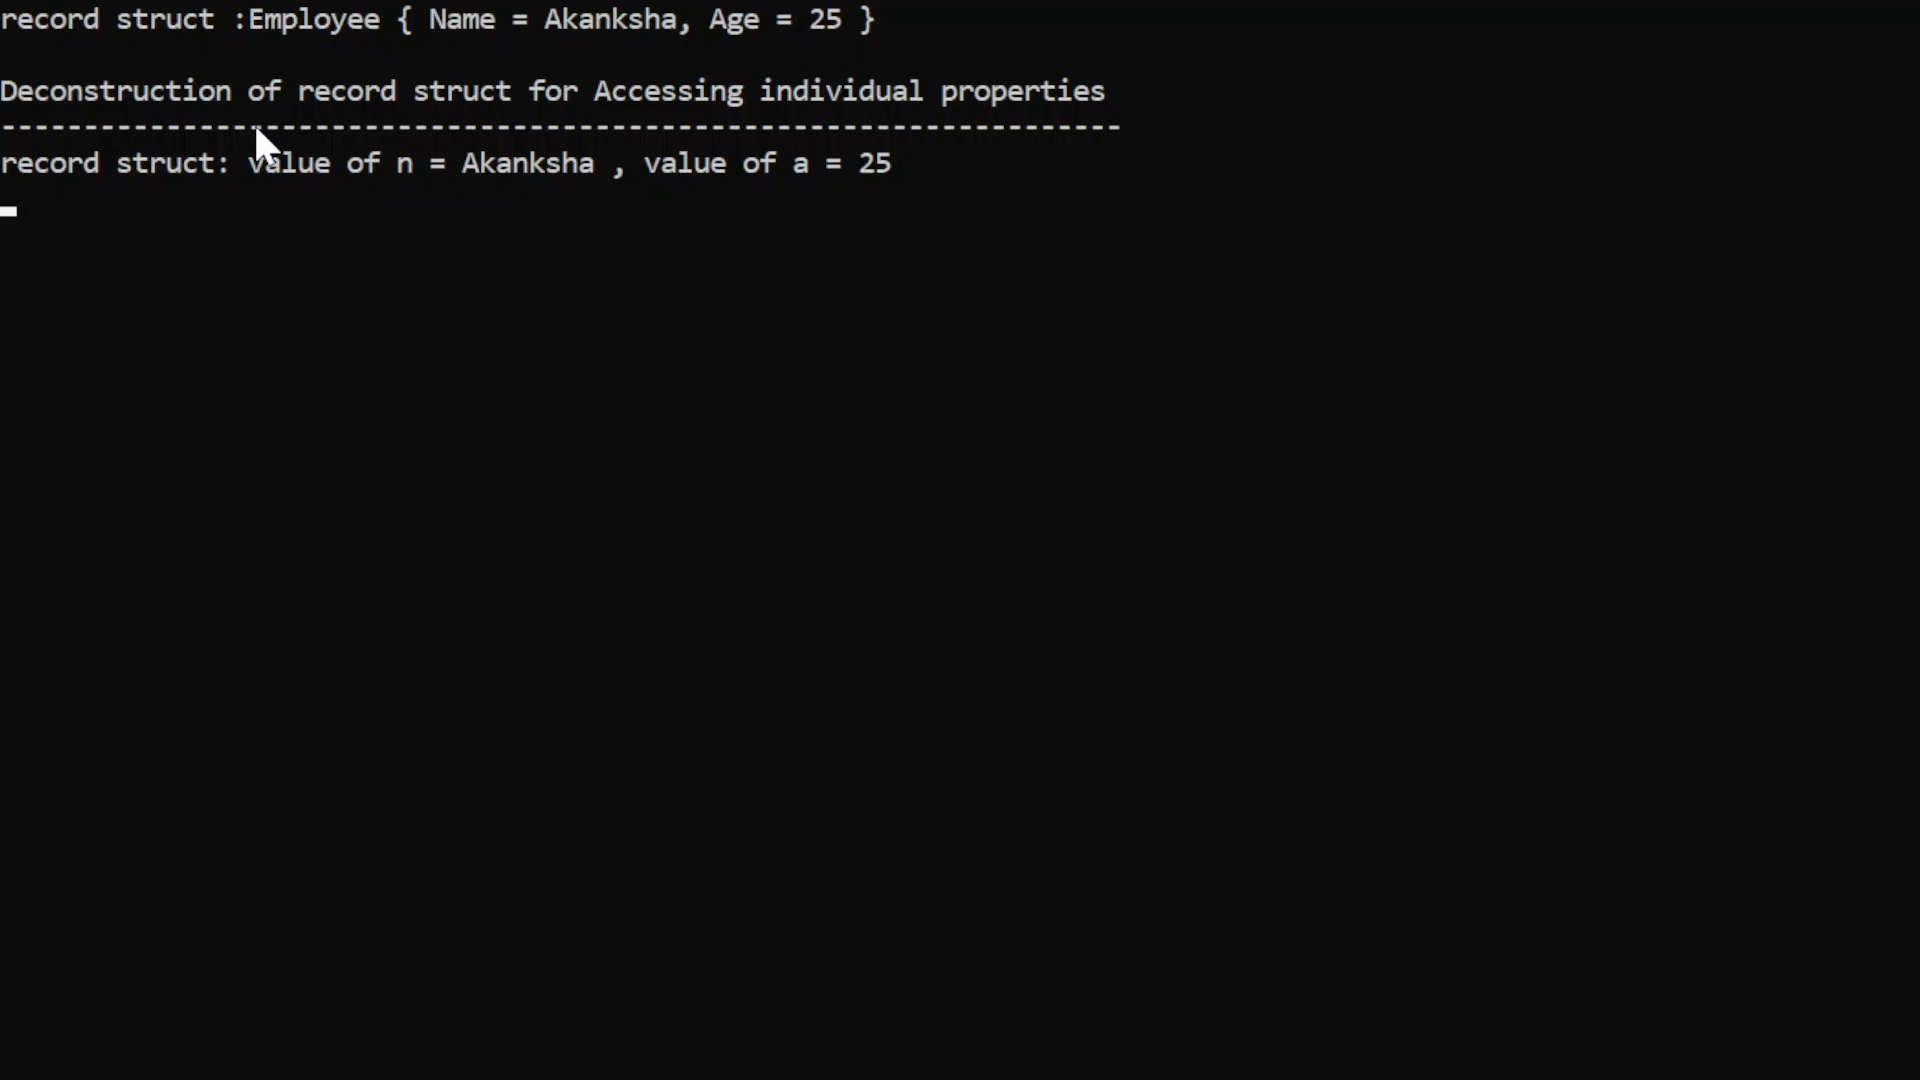 record struct :Employee { Name = Akanksha, Age = 25 }
Deconstruction of record struct for Accessing individual properties
--------------------------------------------------------------------
record struct: value of n = Akanksha , value of a = 25